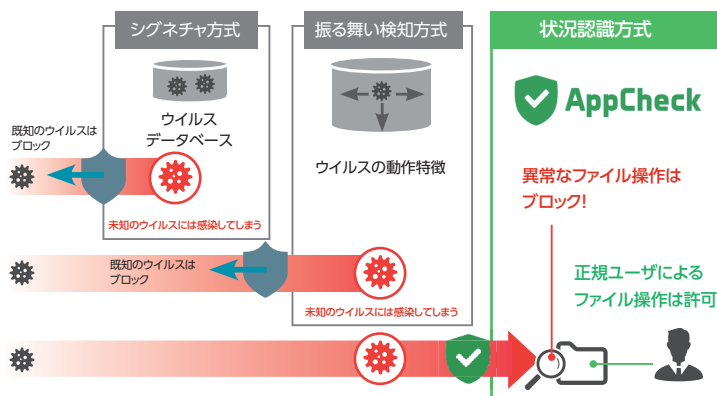 シグネチャ方式
振る舞い検知方式
状況認識方式
ウイルス
データベース
ウイルスの動作特徴
AppCheck
既知のウイルスは
ブロック
未知のウイルスには感染してしまう
異常なファイル操作は
ブロック!
既知のウイルスは
ブロック
未知のウイルスには感染してしまう
正規ユーザによる
ファイル操作は許可